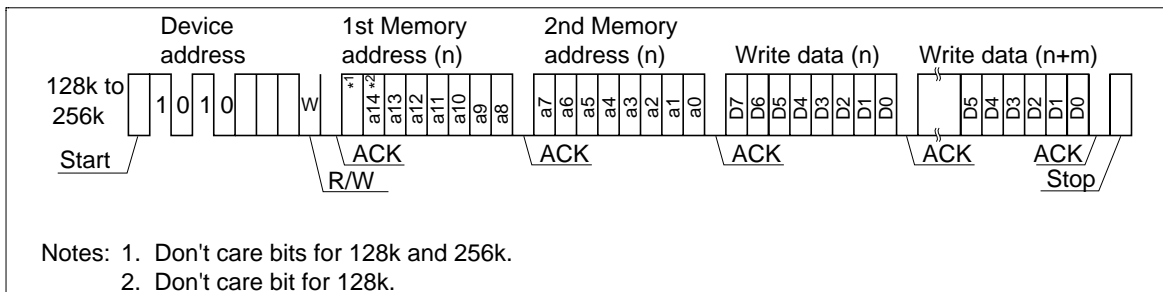 Device address
1st Memory address (n)
2nd Memory address (n)
Write data (n)
Write data (n+m)
128k to 256k
1 0 1 0 W
*1 a14 *2 a13 a12 a11 a10 a9 a8
a7 a6 a5 a4 a3 a2 a1 a0
D7 D6 D5 D4 D3 D2 D1 D0
D5 D4 D3 D2 D1 D0
Start
ACK
ACK
ACK
ACK
ACK
R/W
Stop
Notes: 1. Don't care bits for 128k and 256k.
2. Don't care bit for 128k.